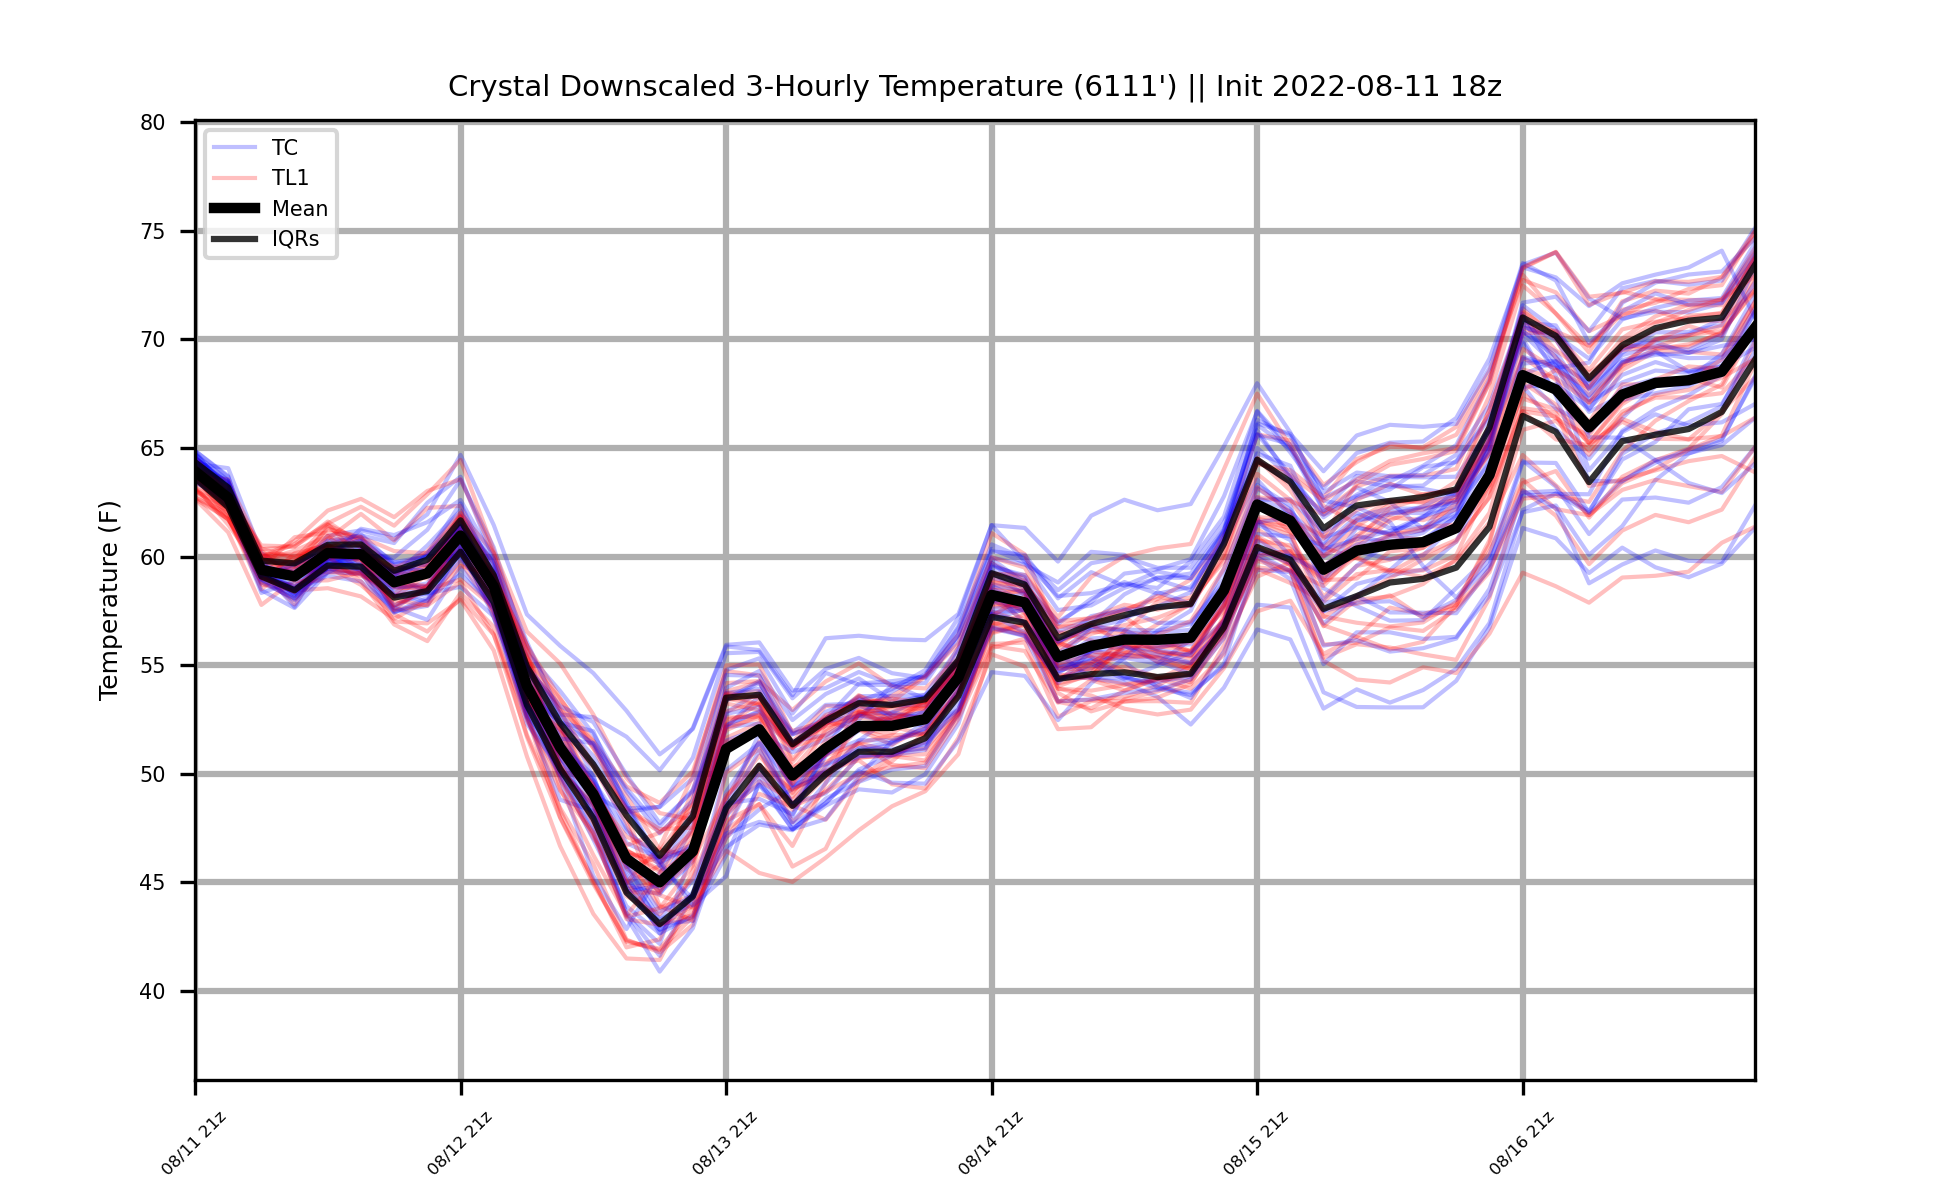 Crystal Downscaled 3-Hourly Temperature (6111') || Init 2022-08-11 18z
TC
TL1
Mean
IQRs
Temperature (F)
80
75
70
65
60
55
50
45
40
08/11 21z
08/12 21z
08/13 21z
08/14 21z
08/15 21z
08/16 21z